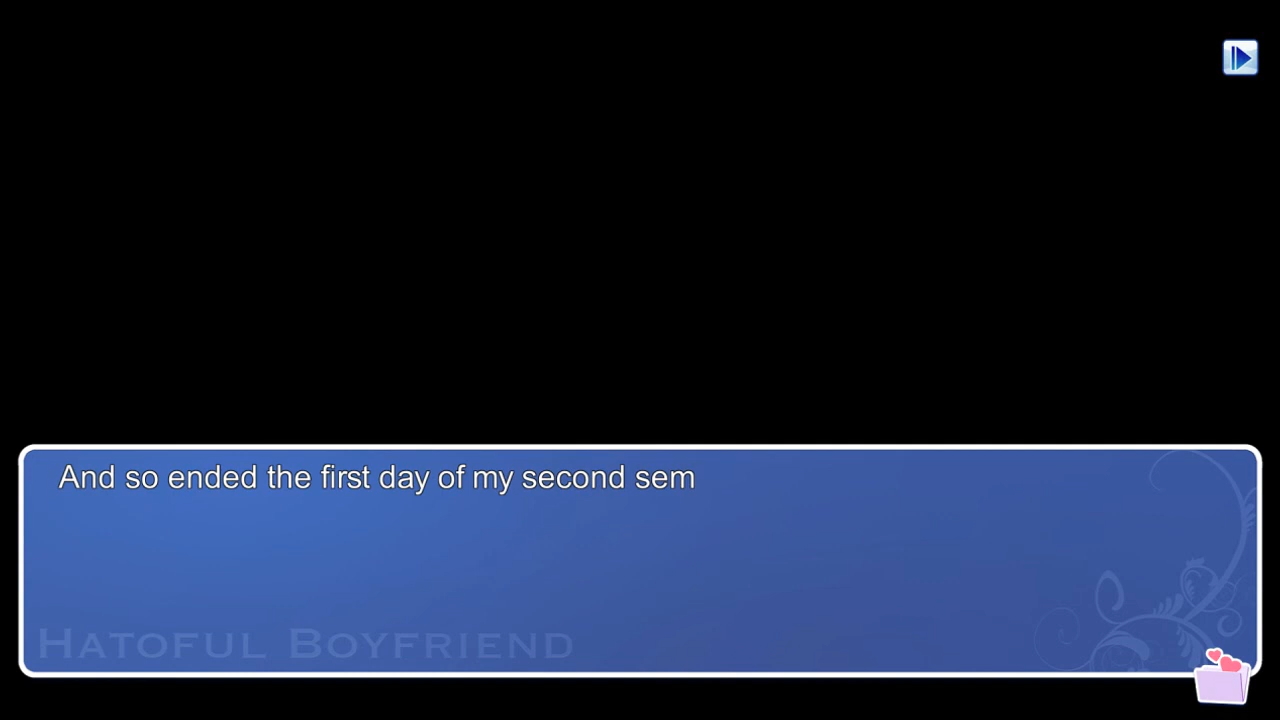 And so ended the first day of my second sem
HATOFUL BOYFRIEND